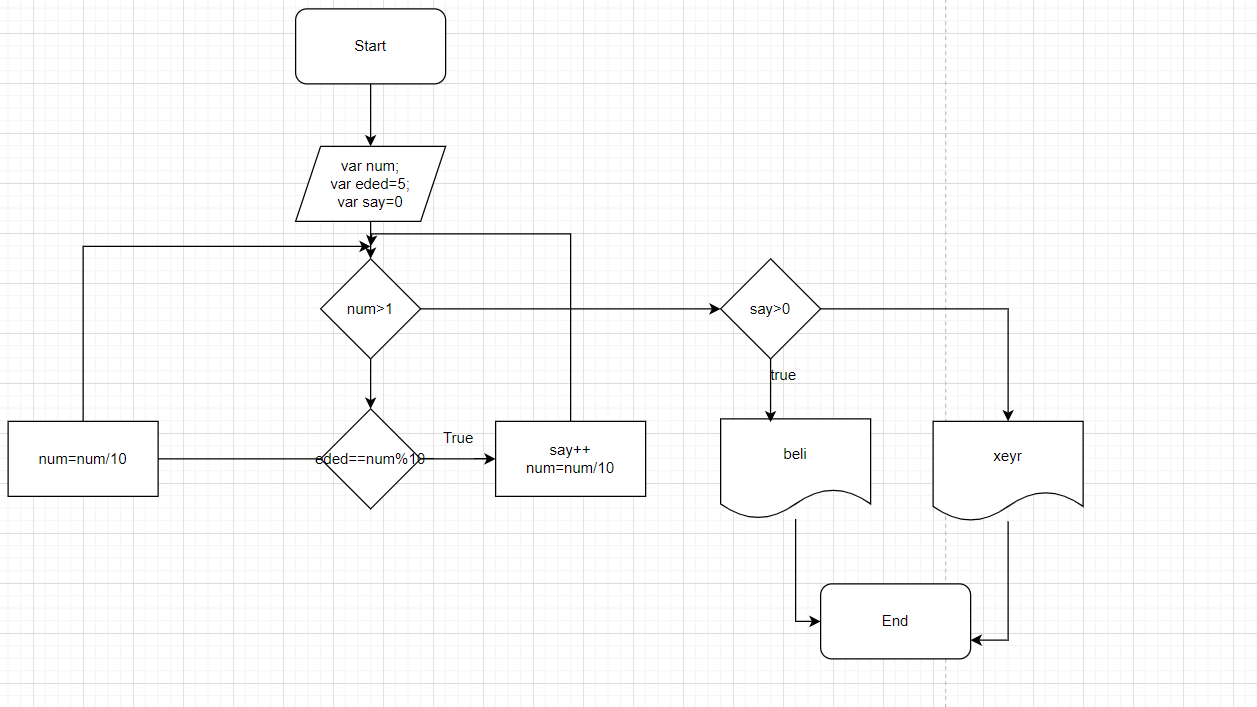 Start
var num;
var eded=5;
var say=0
num>1
say>0
true
num=num/10
eded==num%10
True
say++
num=num/10
beli
xeyr
End